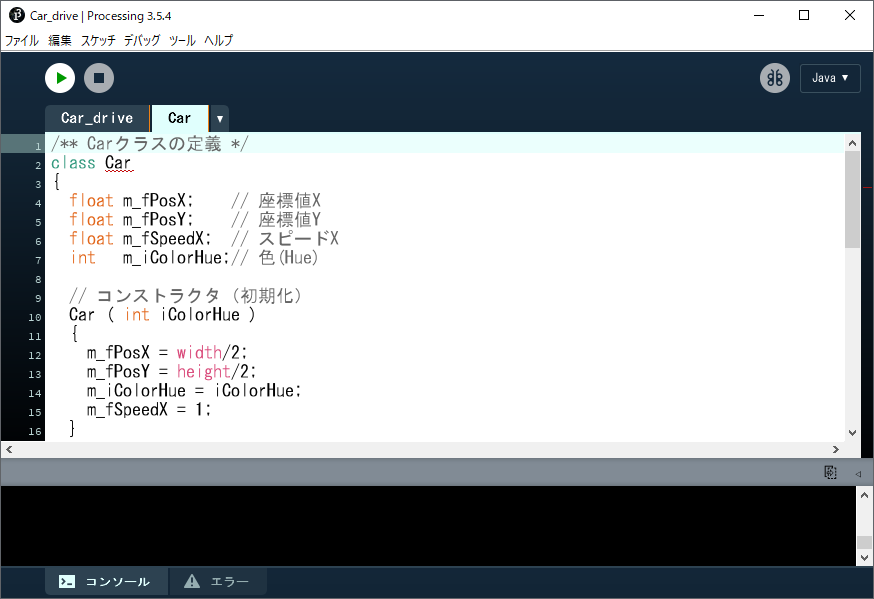 Car_drive | Processing 3.5.4
ファイル 編集 スケッチ デバッグ ツール ヘルプ
Java ▼
Car_drive Car ▼
1 /** Carクラスの定義 */
2 class Car
3 {
4 float m_fPosX; // 座標値X
5 float m_fPosY; // 座標値Y
6 float m_fSpeedX; // スピードX
7 int m_iColorHue;// 色(Hue)
8
9 // コンストラクタ（初期化）
10 Car ( int iColorHue )
11 {
12 m_fPosX = width/2;
13 m_fPosY = height/2;
14 m_iColorHue = iColorHue;
15 m_fSpeedX = 1;
16 }
コンソール エラー